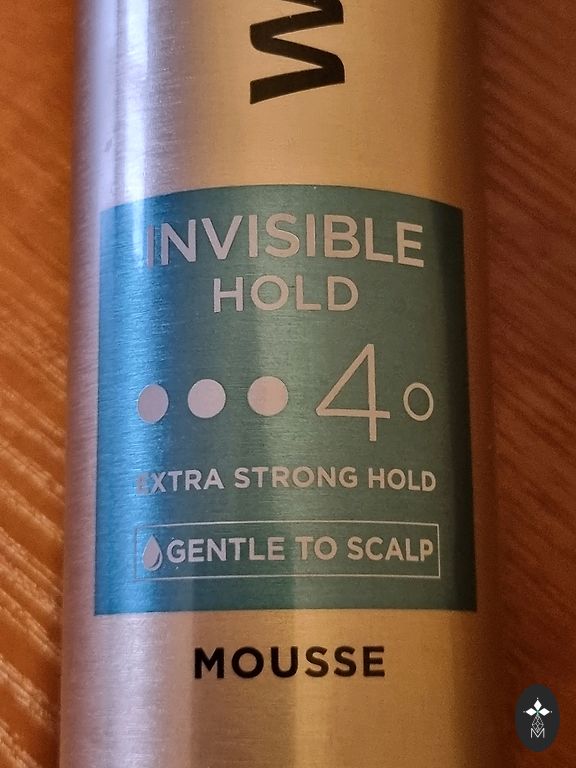 W
INVISIBLE
HOLD
4
EXTRA STRONG HOLD
GENTLE TO SCALP
MOUSSE
M